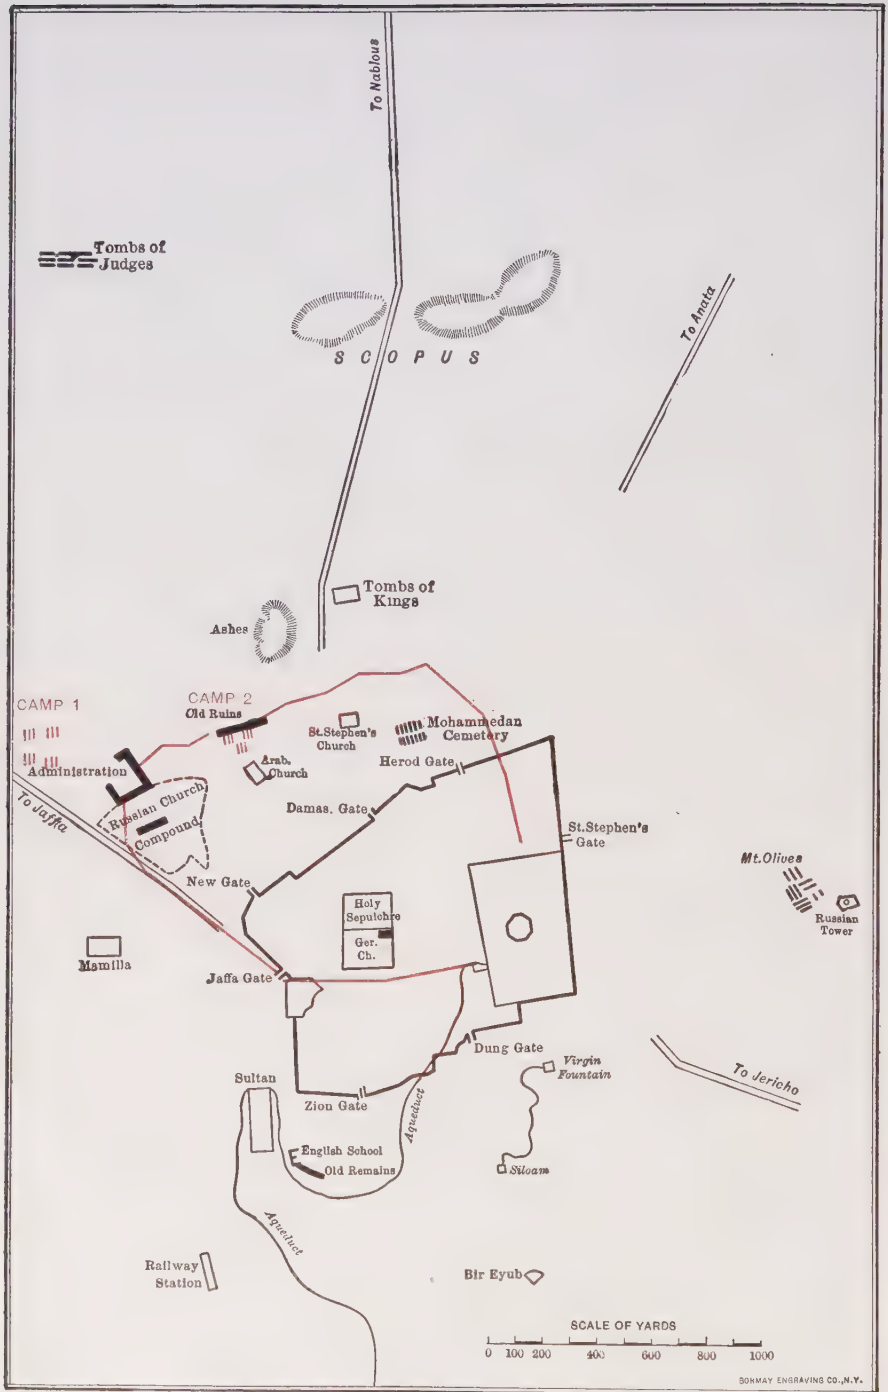 To Nablous
Tombs of
Judges
To Anata
SCOPUS
Tombs of
Kings
Ashes
CAMP 1
CAMP 2
Old Ruins
St. Stephen's
Church
Mohammedan
Cemetery
Administration
Arab.
Church
Herod Gate
To Jaffa
Russian Church
Compound
Damas. Gate
St. Stephen's
Gate
Mt. Olives
New Gate
Holy
Sepulchre
Ger.
Ch.
Russian
Tower
Mamilla
Jaffa Gate
Dung Gate
Virgin
Fountain
To Jericho
Sultan
Zion Gate
Aqueduct
English School
Old Remains
Siloam
Aqueduct
Railway
Station
Bir Eyub
SCALE OF YARDS
0 100 200 400 600 800 1000
BORMAY ENGRAVING CO., N.Y.